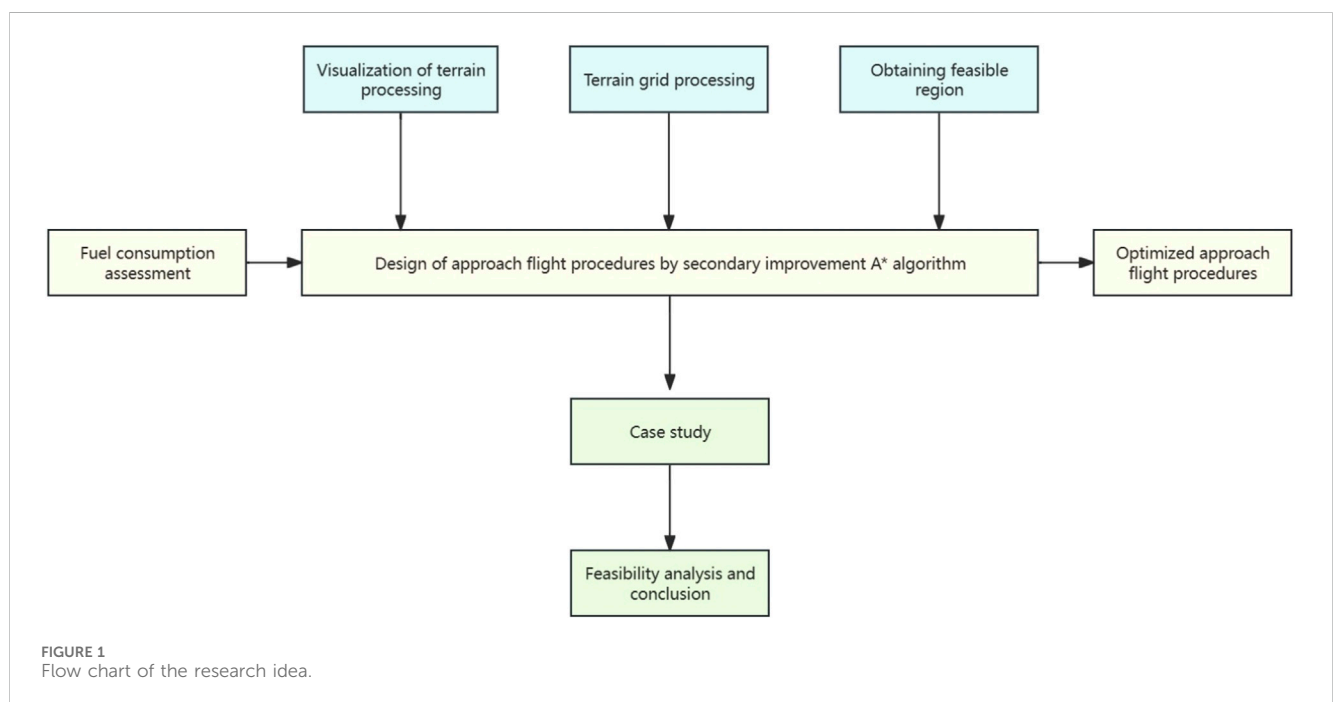 Visualization of terrain
processing
Terrain grid processing
Obtaining feasible
region
Fuel consumption
assessment
Design of approach flight procedures by secondary improvement A* algorithm
Optimized approach
flight procedures
Case study
Feasibility analysis and
conclusion
FIGURE 1
Flow chart of the research idea.